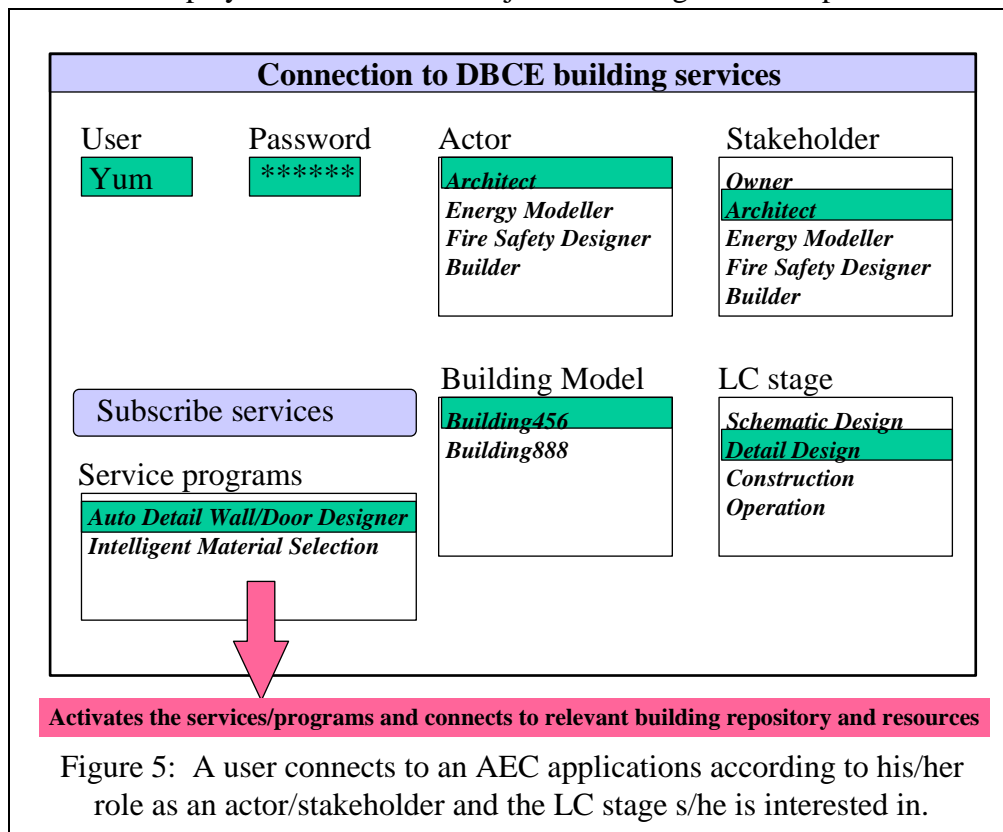 Connection to DBCE building services
User
Yum
Password
******
Actor
Architect
Energy Modeller
Fire Safety Designer
Builder
Stakeholder
Owner
Architect
Energy Modeller
Fire Safety Designer
Builder
Subscribe services
Service programs
Auto Detail Wall/Door Designer
Intelligent Material Selection
Building Model
Building456
Building888
LC stage
Schematic Design
Detail Design
Construction
Operation
Activates the services/programs and connects to relevant building repository and resources
Figure 5: A user connects to an AEC applications according to his/her
role as an actor/stakeholder and the LC stage s/he is interested in.